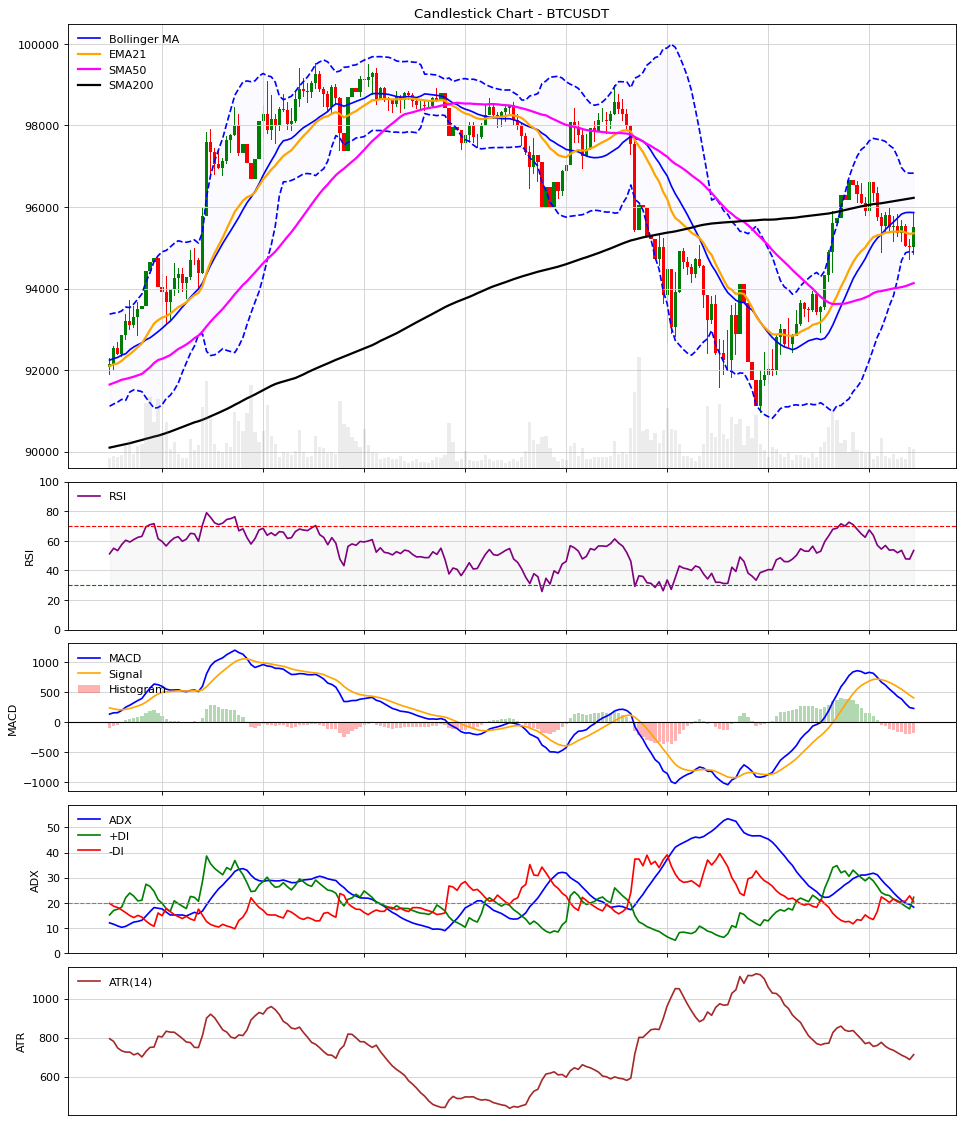 Candlestick Chart - BTCUSDT
Bollinger MA
EMA21
SMA50
SMA200
100000
98000
96000
94000
92000
90000
RSI
RSI
100
80
60
40
20
0
MACD
MACD
Signal
Histogram
1000
500
0
−500
−1000
ADX
ADX
+DI
-DI
50
40
30
20
10
0
ATR
ATR(14)
1000
800
600